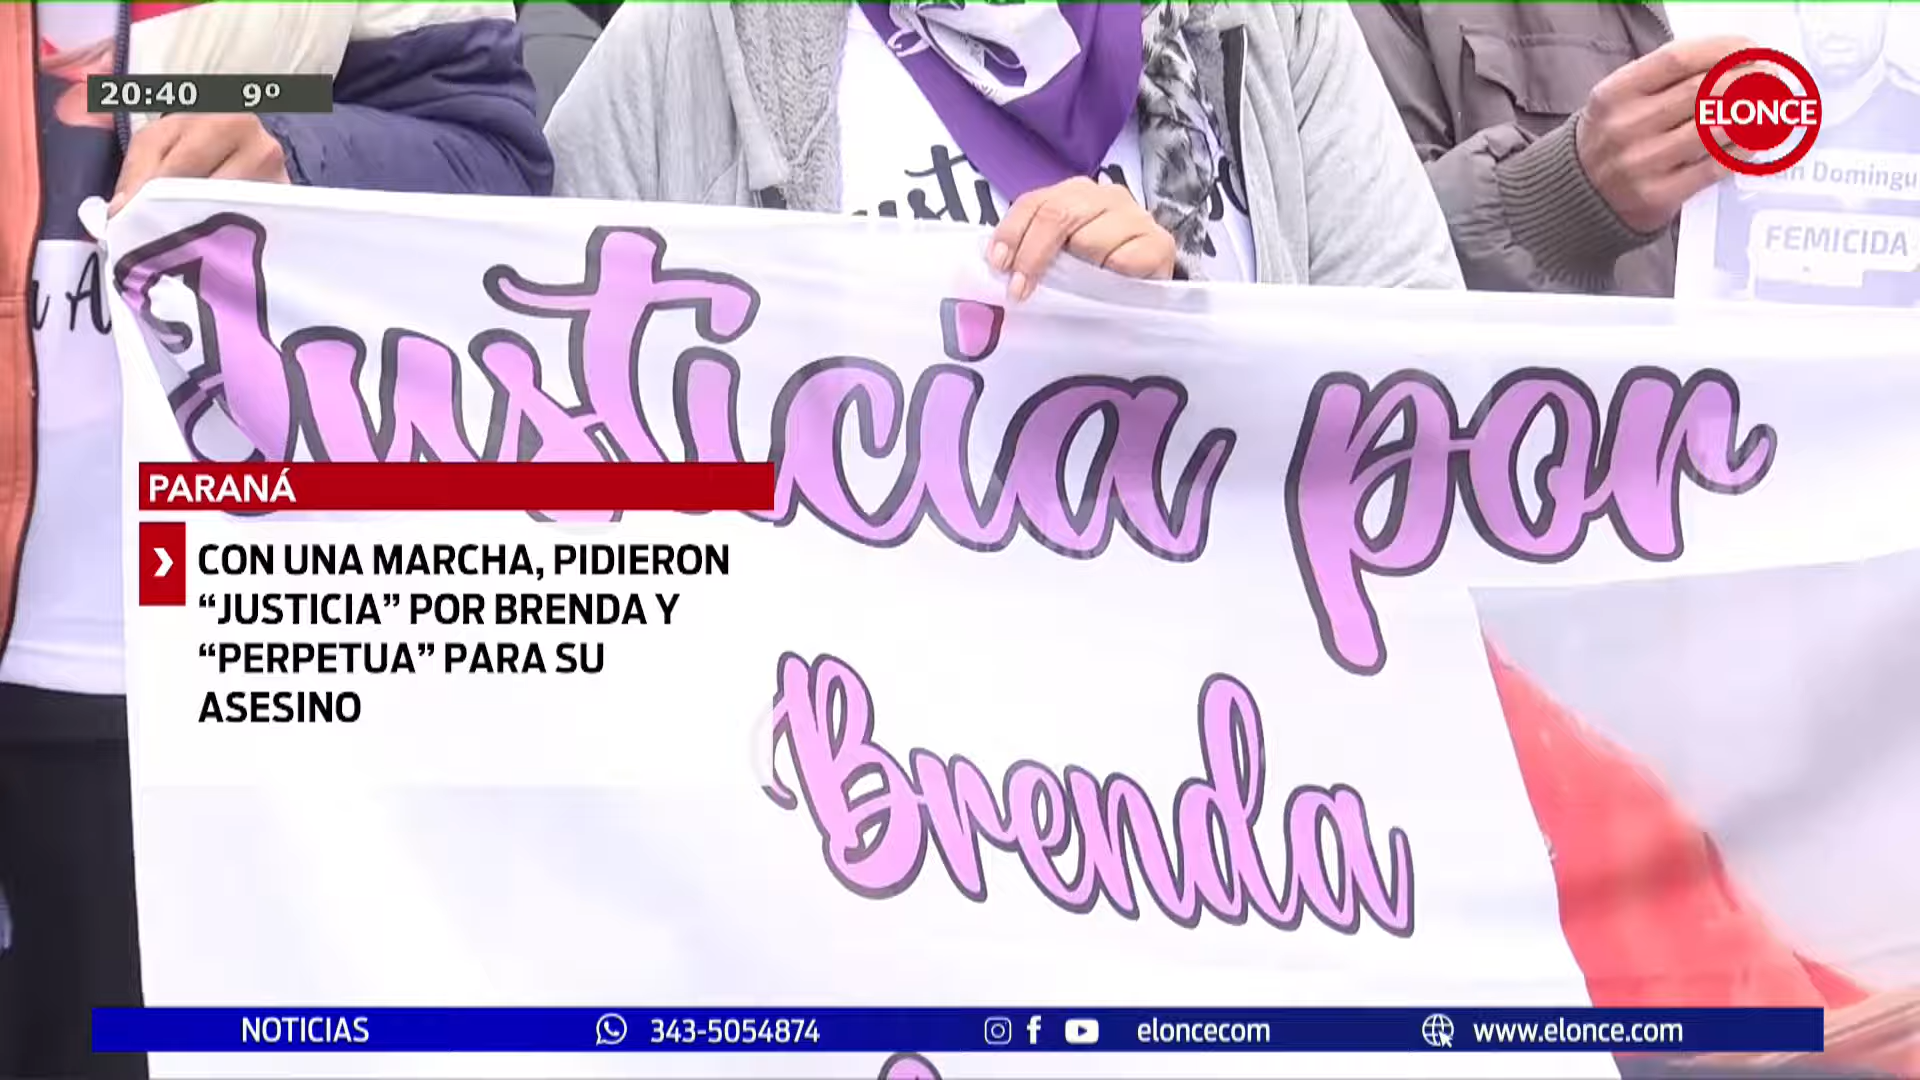 20:40 9º
ELONCE
Domingu
FEMICIDA
Justicia por
Brenda
PARANÁ
CON UNA MARCHA, PIDIERON
“JUSTICIA” POR BRENDA Y
“PERPETUA” PARA SU
ASESINO
NOTICIAS 343-5054874 eloncecom www.elonce.com